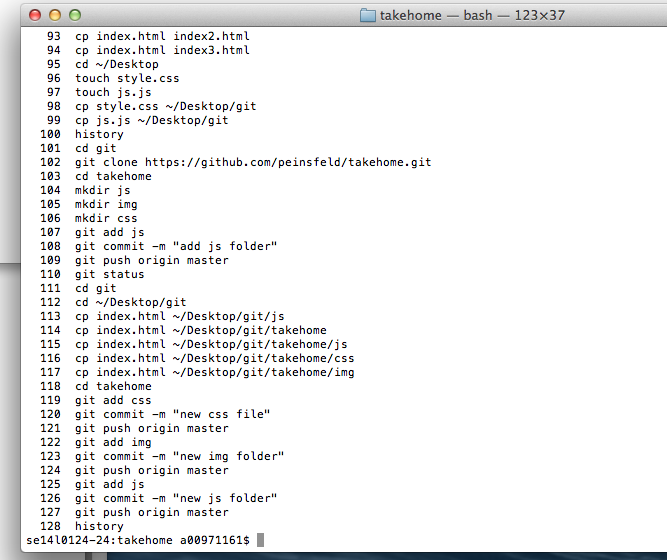 takehome — bash — 123×37
93 cp index.html index2.html
94 cp index.html index3.html
95 cd ~/Desktop
96 touch style.css
97 touch js.js
98 cp style.css ~/Desktop/git
99 cp js.js ~/Desktop/git
100 history
101 cd git
102 git clone https://github.com/peinsfeld/takehome.git
103 cd takehome
104 mkdir js
105 mkdir img
106 mkdir css
107 git add js
108 git commit -m "add js folder"
109 git push origin master
110 git status
111 cd git
112 cd ~/Desktop/git
113 cp index.html ~/Desktop/git/js
114 cp index.html ~/Desktop/git/takehome
115 cp index.html ~/Desktop/git/takehome/js
116 cp index.html ~/Desktop/git/takehome/css
117 cp index.html ~/Desktop/git/takehome/img
118 cd takehome
119 git add css
120 git commit -m "new css file"
121 git push origin master
122 git add img
123 git commit -m "new img folder"
124 git push origin master
125 git add js
126 git commit -m "new js folder"
127 git push origin master
128 history
se14l0124-24:takehome a00971161$